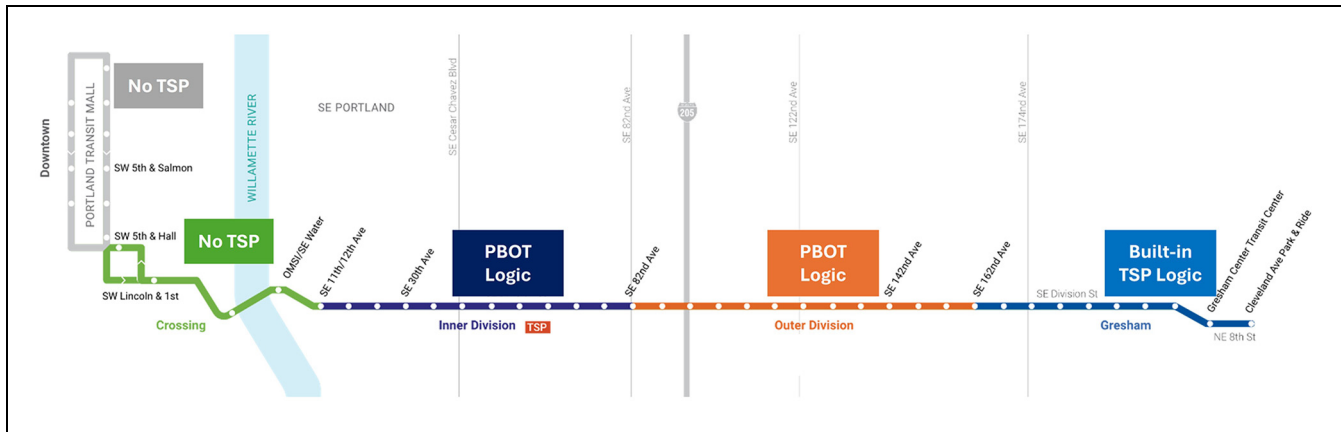 Downtown
PORTLAND TRANSIT MALL
No TSP
SW 5th & Salmon
SW 5th & Hall
SW Lincoln & 1st
Crossing
No TSP
WILLAMETTE RIVER
OMSI/SE Water
SE PORTLAND
SE 11th/12th Ave
SE 30th Ave
SE Cesar Chavez Blvd
PBOT
Logic
Inner Division
TSP
SE 82nd Ave
SE 82nd Ave
205
SE 122nd Ave
PBOT
Logic
Outer Division
SE 142nd Ave
SE 162nd Ave
SE 174nd Ave
SE Division St
Built-in
TSP Logic
Gresham
Gresham Center Transit Center
Cleveland Ave Park & Ride
NE 8th St